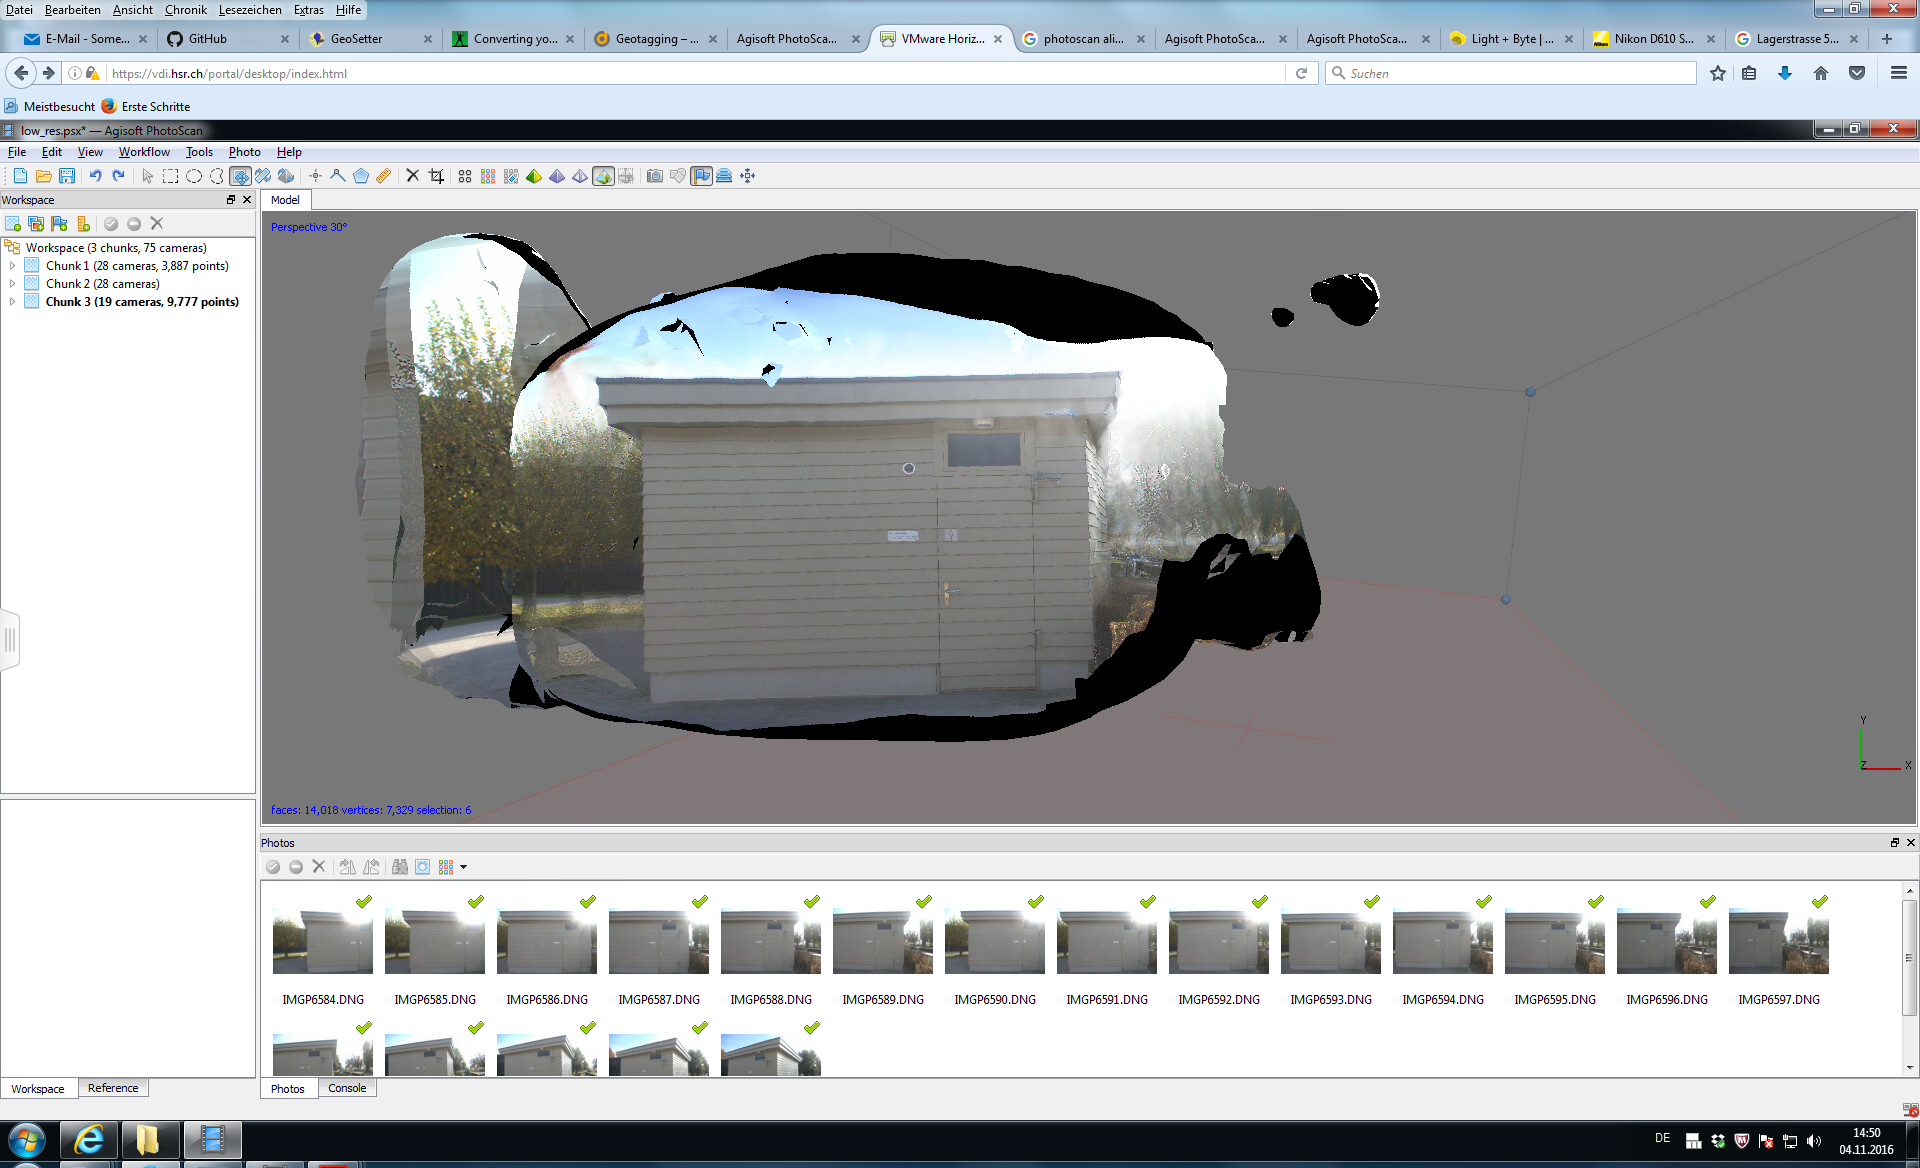 Datei Bearbeiten Ansicht Chronik Lesezeichen Extras Hilfe
E-Mail - Some... GitHub GeoSetter Converting yo... Geotagging – ... Agisoft PhotoSca... VMware Horiz... photoscan ali... Agisoft PhotoSca... Agisoft PhotoSca... Light + Byte | ... Nikon D610 S... Lagerstrasse 5...
https://vdi.hsr.ch/portal/desktop/index.html
Suchen
Meistbesucht Erste Schritte
low_res.psx* — Agisoft PhotoScan
File Edit View Workflow Tools Photo Help
Workspace
Model
Perspective 30°
Workspace (3 chunks, 75 cameras)
Chunk 1 (28 cameras, 3,887 points)
Chunk 2 (28 cameras)
Chunk 3 (19 cameras, 9,777 points)
Y
Z X
faces: 14,018 vertices: 7,329 selection: 6
Photos
IMGP6584.DNG IMGP6585.DNG IMGP6586.DNG IMGP6587.DNG IMGP6588.DNG IMGP6589.DNG IMGP6590.DNG IMGP6591.DNG IMGP6592.DNG IMGP6593.DNG IMGP6594.DNG IMGP6595.DNG IMGP6596.DNG IMGP6597.DNG
Workspace Reference
Photos Console
DE
14:50
04.11.2016